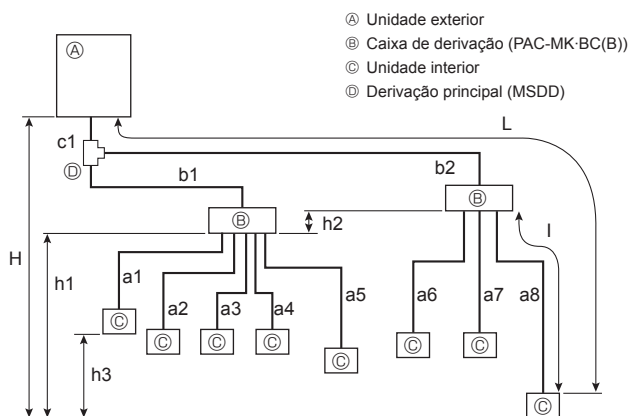 Ⓐ Unidade exterior
Ⓑ Caixa de derivação (PAC-MK·BC(B))
Ⓒ Unidade interior
Ⓓ Derivação principal (MSDD)
Ⓐ
L
c1
Ⓓ
b1
b2
Ⓑ
Ⓑ
h2
H
h1
a1
a2
a3
a4
a5
a6
a7
a8
l
Ⓒ
Ⓒ
Ⓒ
Ⓒ
Ⓒ
Ⓒ
Ⓒ
h3
Ⓒ